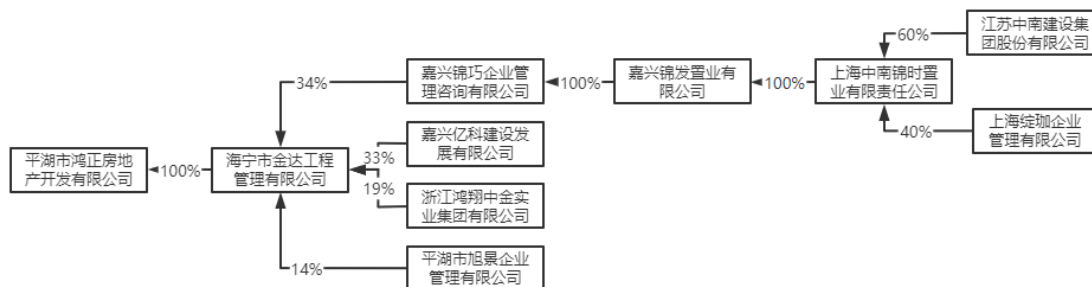 江苏中南建设集
团股份有限公司
60%
嘉兴锦巧企业管
理咨询有限公司
嘉兴锦发置业有
限公司
上海中南锦时置
业有限责任公司
34%
100%
100%
嘉兴亿科建设发
展有限公司
40%
上海绽珈企业
管理有限公司
33%
平湖市鸿正房地
产开发有限公司
100%
海宁市金达工程
管理有限公司
19%
浙江鸿翔中金实
业集团有限公司
平湖市旭景企业
管理有限公司
14%